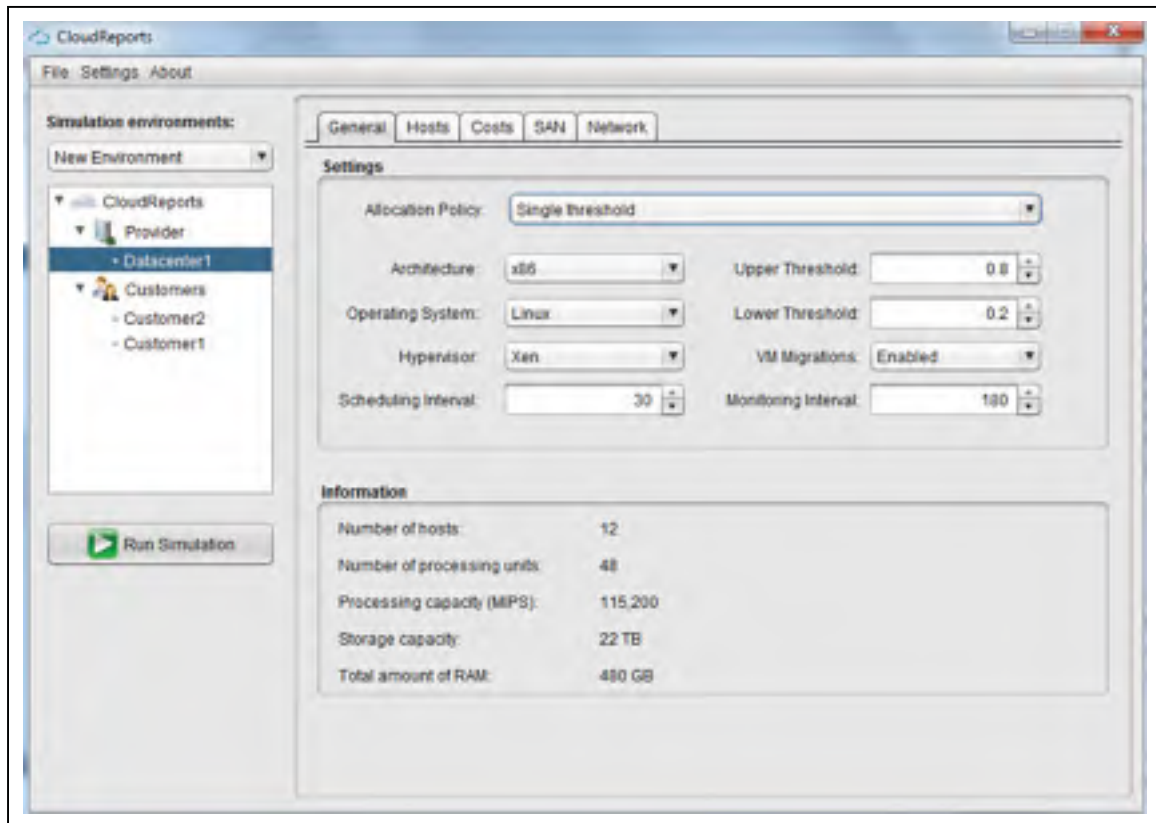 CloudReports
File Settings About
Simulation environments:
New Environment
CloudReports
Provider
Datacenter1
Customers
Customer2
Customer1
Run Simulation
General Hosts Costs SAN Network
Settings
Allocation Policy: Single threshold
Architecture: x86 Upper Threshold: 0.8
Operating System: Linux Lower Threshold: 0.2
Hypervisor: Xen VM Migrations: Enabled
Scheduling Interval: 30 Monitoring Interval: 180
Information
Number of hosts: 12
Number of processing units: 48
Processing capacity (MIPS): 115,200
Storage capacity: 22 TB
Total amount of RAM: 480 GB